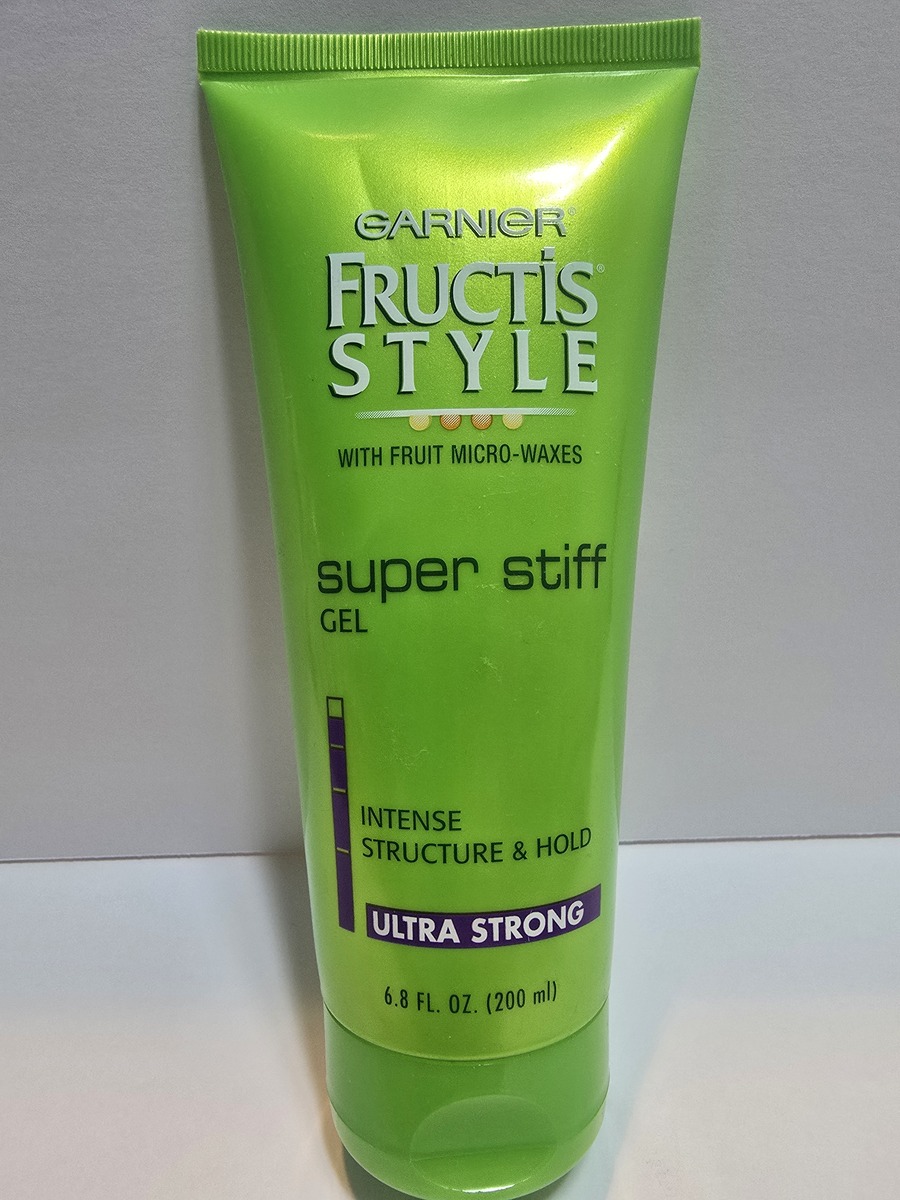 GARNIER®
FRUCTIS®
STYLE
WITH FRUIT MICRO-WAXES
super stiff
GEL
INTENSE
STRUCTURE & HOLD
ULTRA STRONG
6.8 FL. OZ. (200 ml)